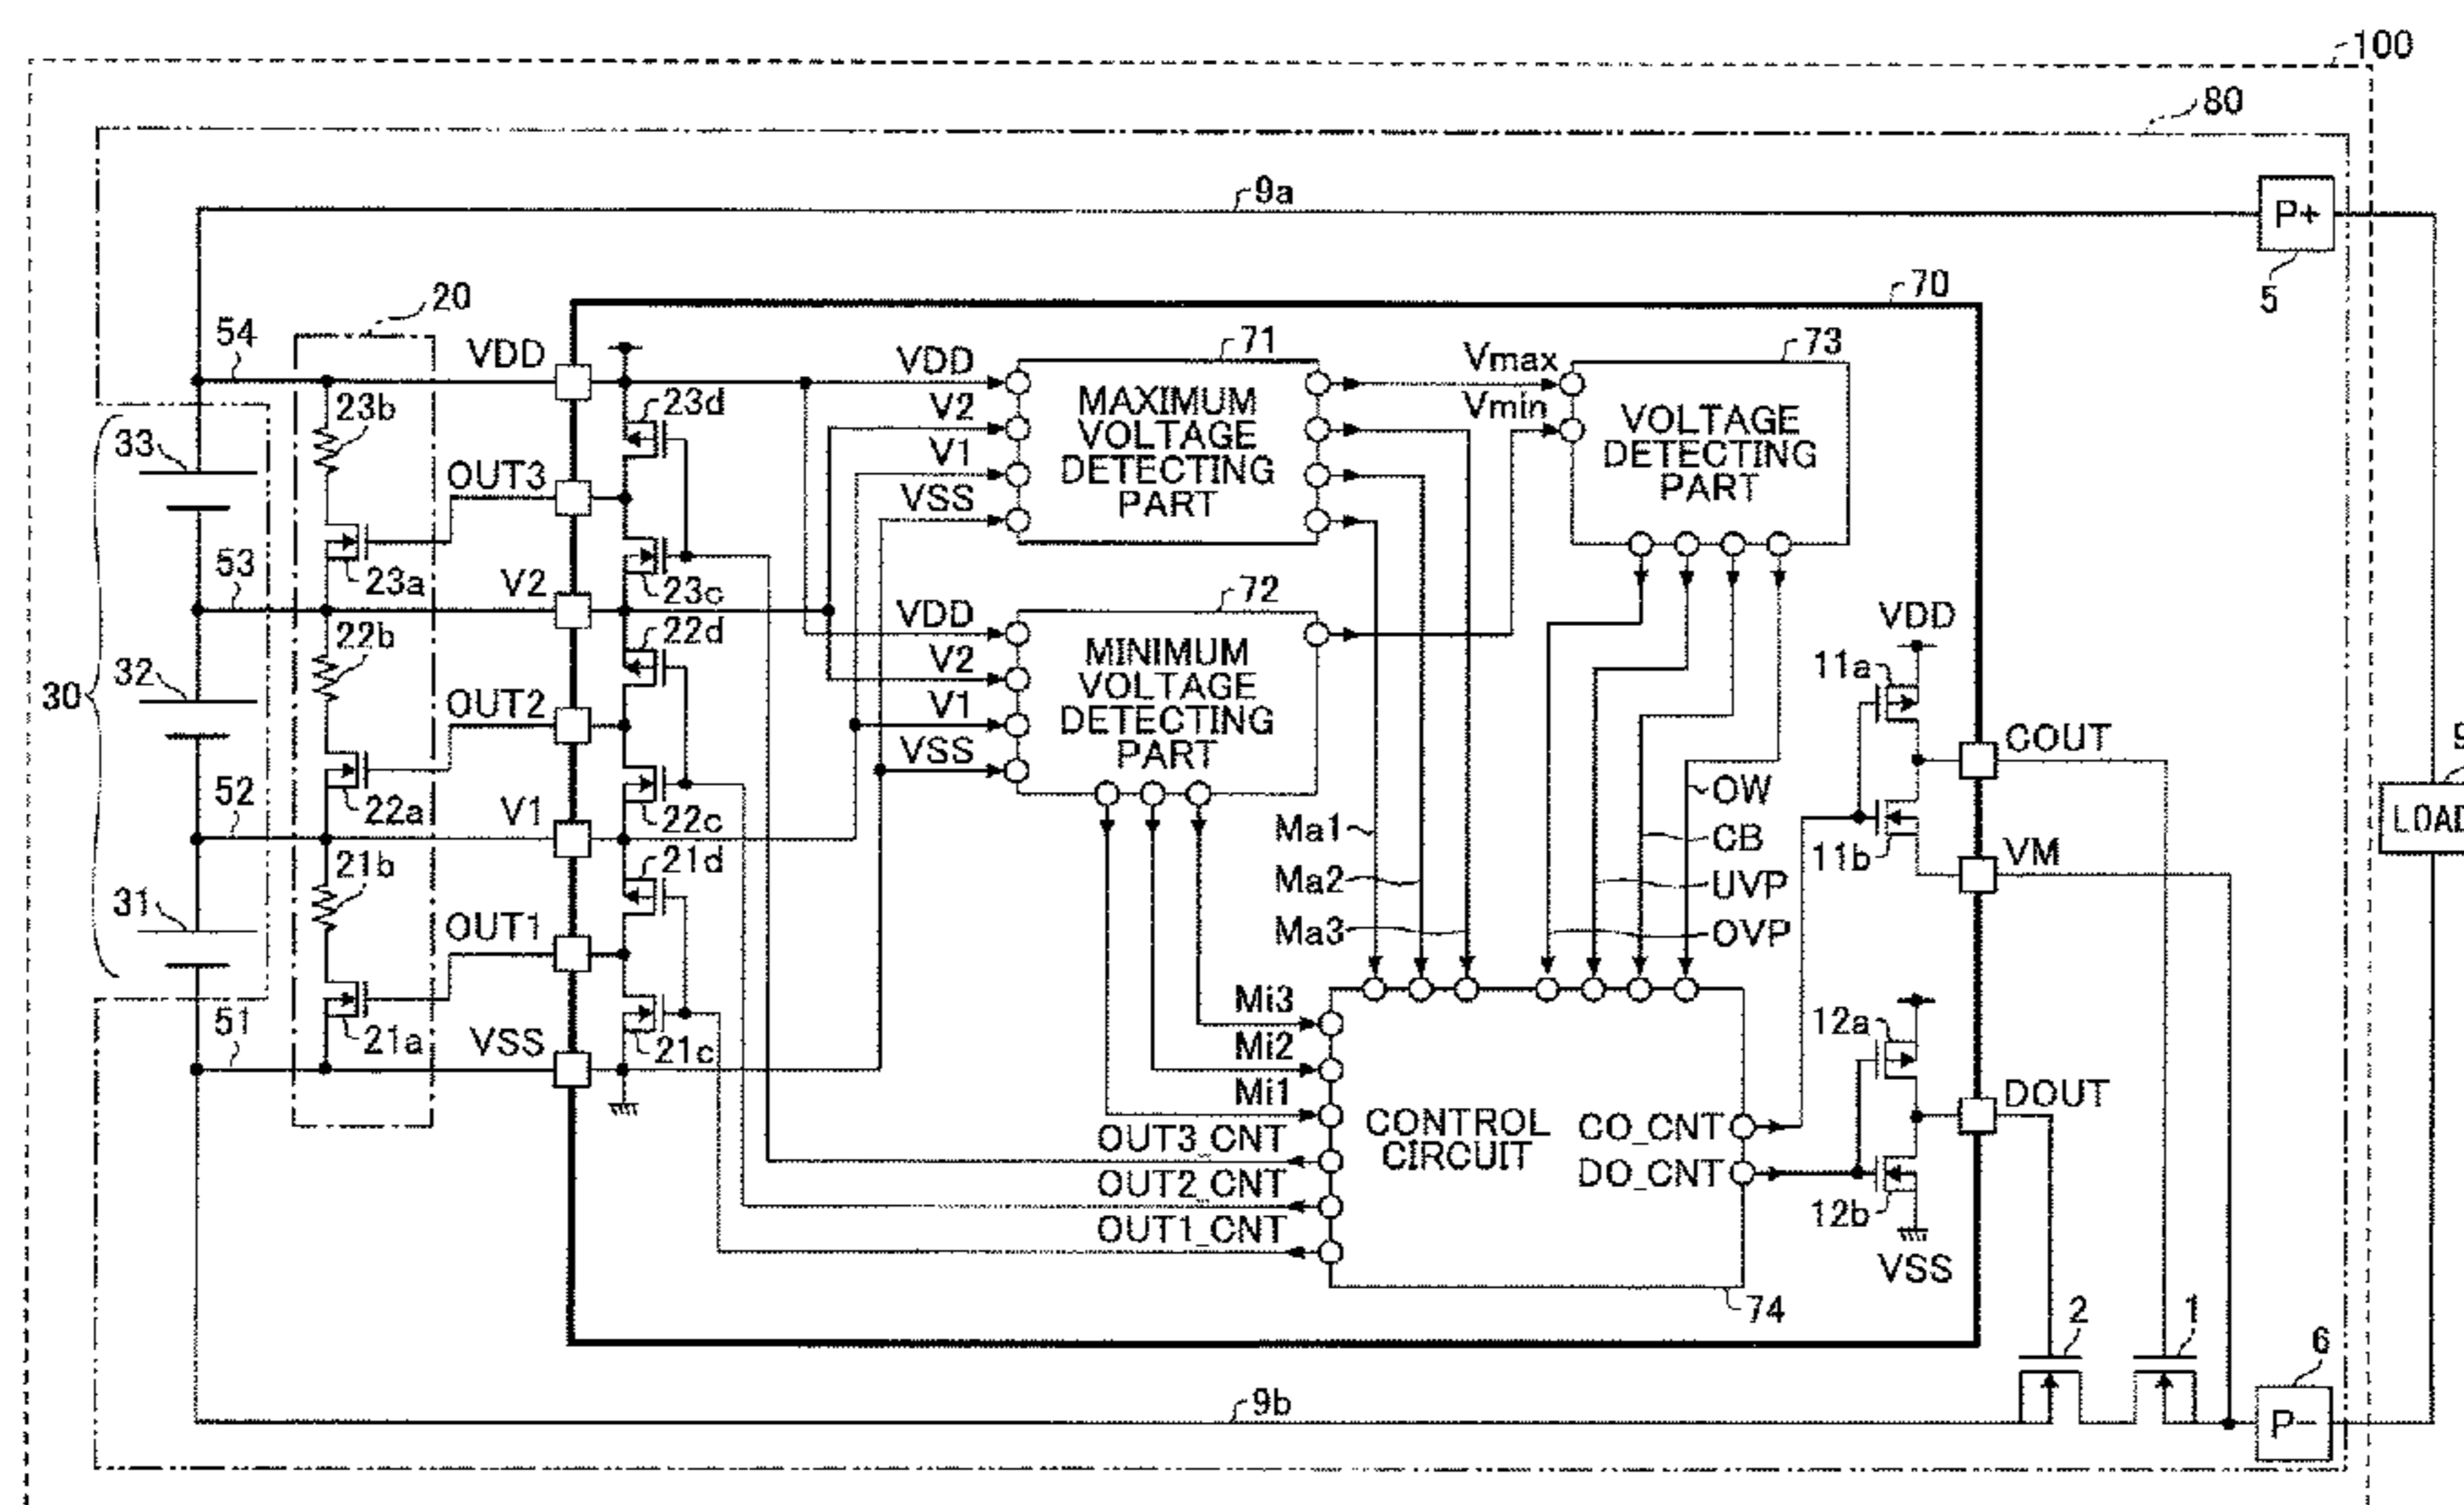 100
80
9a
P+
5
20
70
54
VDD
71
73
VDD
Vmax
23b
23d
V2
MAXIMUM
VOLTAGE
DETECTING
PART
Vmin
VOLTAGE
DETECTING
PART
33
V1
OUT3
VSS
53
23a
V2
23c
72
VDD
VDD
22b
22d
V2
MINIMUM
VOLTAGE
DETECTING
PART
11a
30
32
OUT2
V1
VSS
COUT
52
22a
V1
22c
OW
Ma1
CB
11b
VM
LOAD
21b
21d
Ma2
UVP
31
OUT1
Ma3
OVP
51
21a
VSS
21c
Mi3
12a
Mi2
Mi1
DOUT
OUT3_CNT
CONTROL
CIRCUIT
CO_CNT
OUT2_CNT
DO_CNT
12b
OUT1_CNT
VSS
74
2
1
6
9b
P-